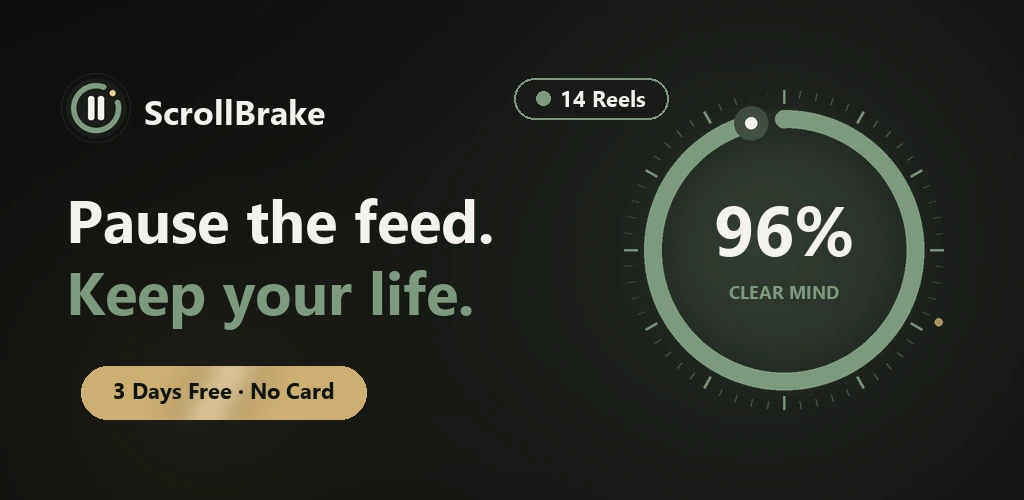 ScrollBrake
14 Reels
Pause the feed.
Keep your life.
96%
CLEAR MIND
3 Days Free · No Card